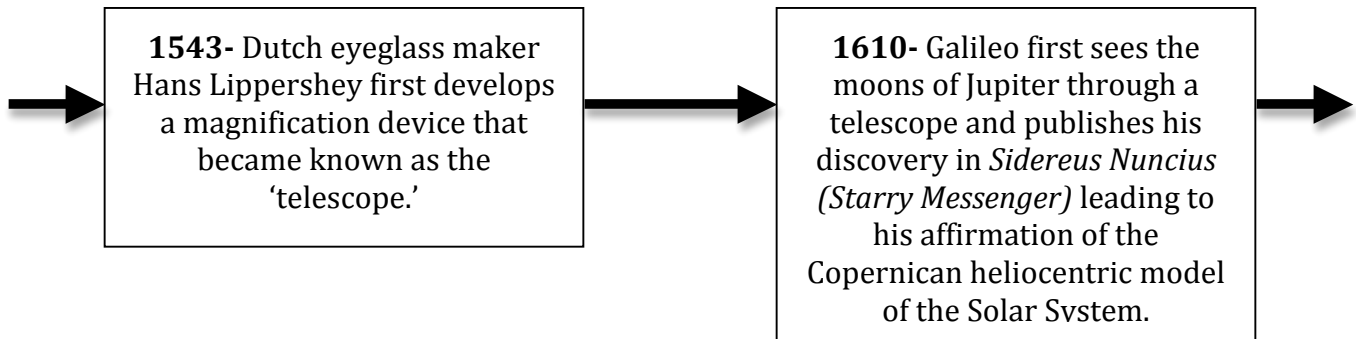 1543- Dutch eyeglass maker
Hans Lippershey first develops
a magnification device that
became known as the
‘telescope.’
1610- Galileo first sees the
moons of Jupiter through a
telescope and publishes his
discovery in Sidereus Nuncius
(Starry Messenger) leading to
his affirmation of the
Copernican heliocentric model
of the Solar System.